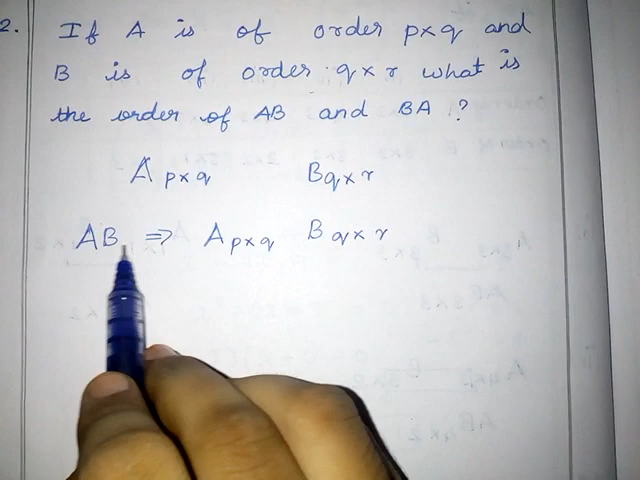 2. If A is of order p×q and
B is of order q×r what is
the order of AB and BA ?
A p×q B q×r
AB ⇒ A p×q B q×r